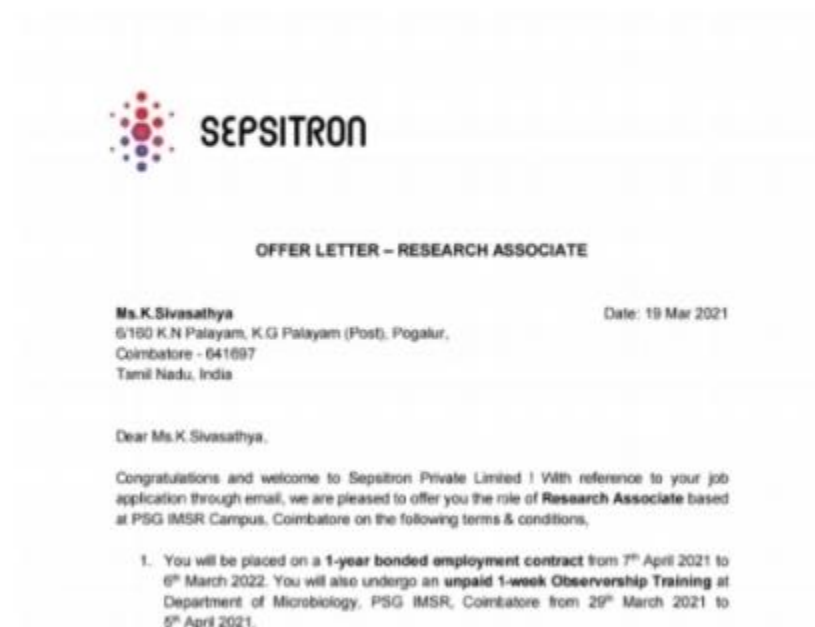 SEPSITRON
OFFER LETTER – RESEARCH ASSOCIATE
Ms.K.Sivasathya Date: 19 Mar 2021
6/160 K.N Palayam, K.G Palayam (Post), Pogalur,
Coimbatore - 641697
Tamil Nadu, India
Dear Ms.K.Sivasathya,
Congratulations and welcome to Sepsitron Private Limited ! With reference to your job
application through email, we are pleased to offer you the role of Research Associate based
at PSG IMSR Campus, Coimbatore on the following terms & conditions,
1. You will be placed on a 1-year bonded employment contract from 7th April 2021 to
6th March 2022. You will also undergo an unpaid 1-week Observership Training at
Department of Microbiology, PSG IMSR, Coimbatore from 29th March 2021 to
5th April 2021.